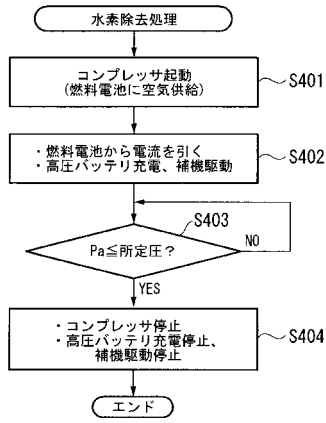 水素除去処理
コンプレッサ起動
(燃料電池に空気供給)
S401
・燃料電池から電流を引く
・高圧バッテリ充電、補機駆動
S402
S403
Pa≦所定圧？
NO
YES
・コンプレッサ停止
・高圧バッテリ充電停止、
補機駆動停止
S404
エンド